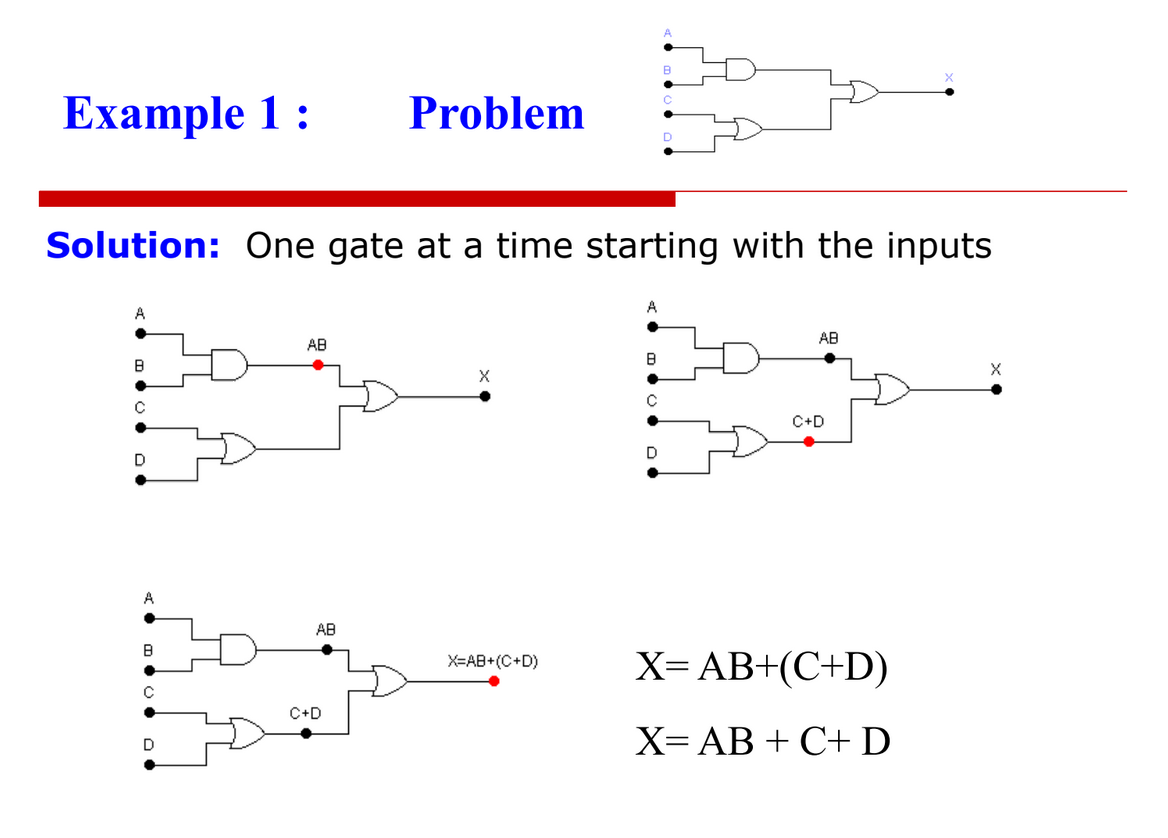 Example 1 : Problem
A
B
C
D
X
Solution: One gate at a time starting with the inputs
A
B
C
D
AB
X
A
B
C
D
AB
C+D
X
A
B
C
D
AB
C+D
X=AB+(C+D)
X= AB+(C+D)
X= AB + C+ D